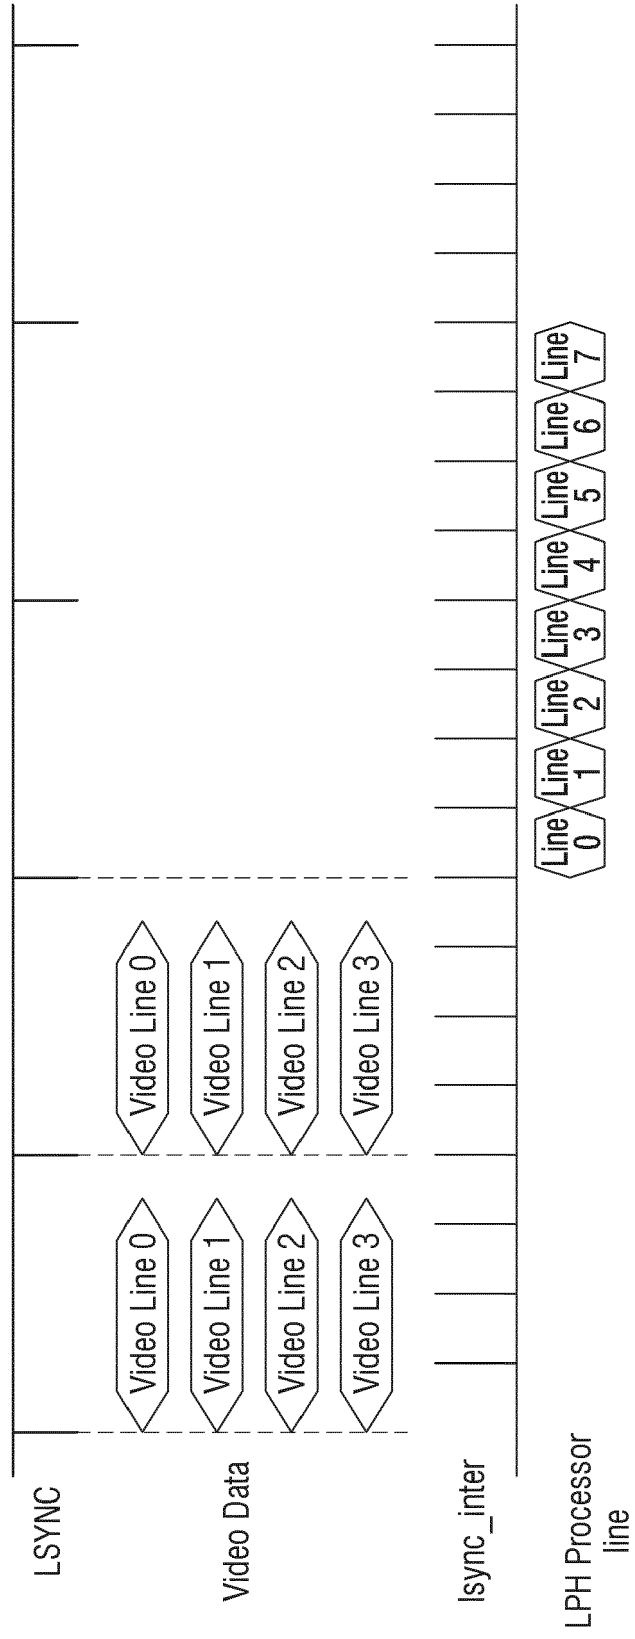 LSYNC
Video Data
Video Line 0
Video Line 0
Video Line 1
Video Line 1
Video Line 2
Video Line 2
Video Line 3
Video Line 3
lsync_inter
LPH Processor
line
Line
0
Line
1
Line
2
Line
3
Line
4
Line
5
Line
6
Line
7